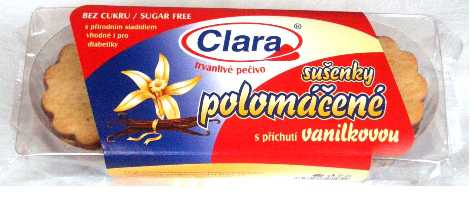 BEZ CUKRU / SUGAR FREE
s přírodním sladidlem
vhodné i pro
diabetiky
Clara
trvanlivé pečivo
sušenky
polomáčené
s příchutí vanilkovou